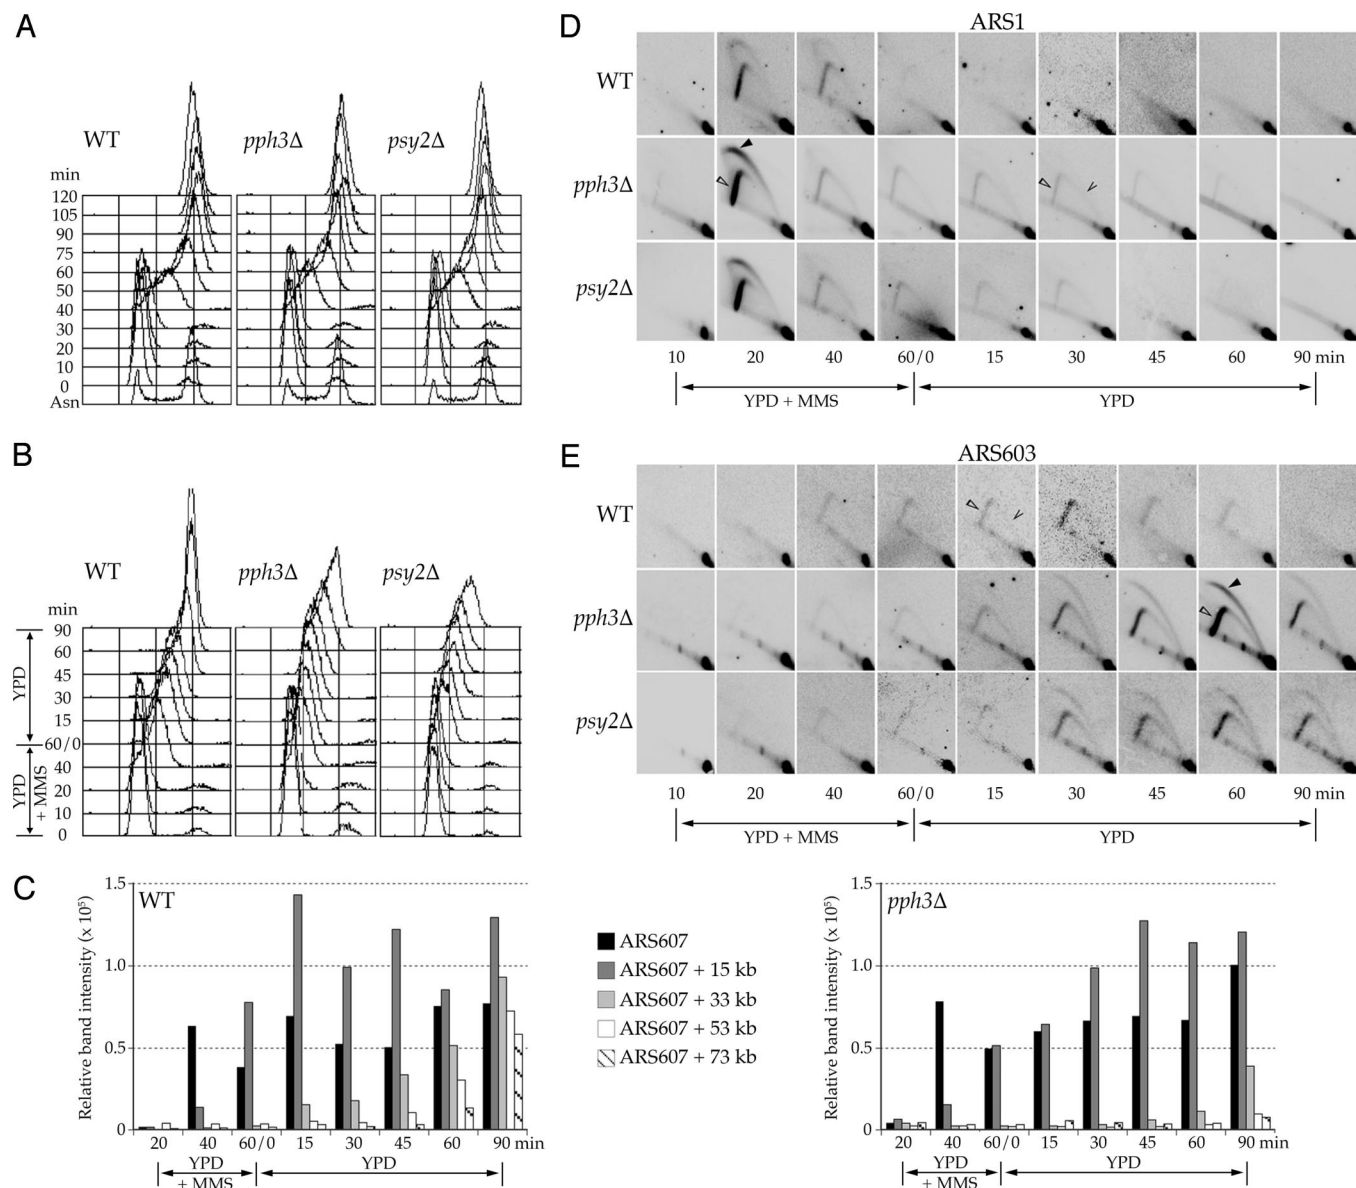 A
WT
pph3Δ
psy2Δ
min
120
105
90
75
60
50
40
30
20
10
0
Asn
B
WT
pph3Δ
psy2Δ
min
90
60
45
30
15
60/0
40
20
10
0
YPD
YPD + MMS
C
WT
Relative band intensity (x 10⁵)
1.5
1.0
0.5
0
20 40 60/0 15 30 45 60 90 min
YPD + MMS
YPD
ARS607
ARS607 + 15 kb
ARS607 + 33 kb
ARS607 + 53 kb
ARS607 + 73 kb
pph3Δ
Relative band intensity (x 10⁵)
1.5
1.0
0.5
0
20 40 60/0 15 30 45 60 90 min
YPD + MMS
YPD
D
ARS1
WT
pph3Δ
psy2Δ
10 20 40 60/0 15 30 45 60 90 min
YPD + MMS YPD
E
ARS603
WT
pph3Δ
psy2Δ
10 20 40 60/0 15 30 45 60 90 min
YPD + MMS YPD